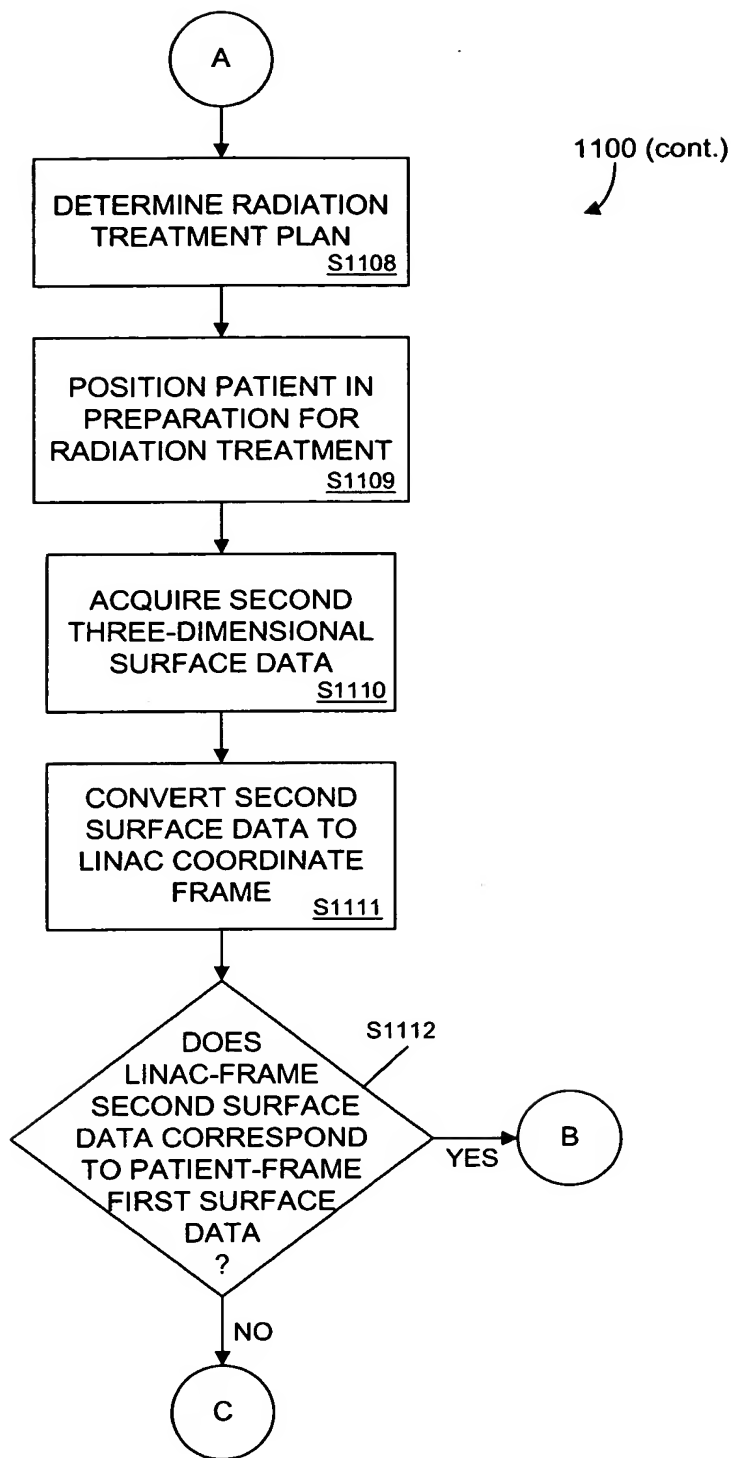 A
1100 (cont.)
DETERMINE RADIATION
TREATMENT PLAN
S1108
POSITION PATIENT IN
PREPARATION FOR
RADIATION TREATMENT
S1109
ACQUIRE SECOND
THREE-DIMENSIONAL
SURFACE DATA
S1110
CONVERT SECOND
SURFACE DATA TO
LINAC COORDINATE
FRAME
S1111
S1112
DOES
LINAC-FRAME
SECOND SURFACE
DATA CORRESPOND
TO PATIENT-FRAME
FIRST SURFACE
DATA
?
YES
B
NO
C